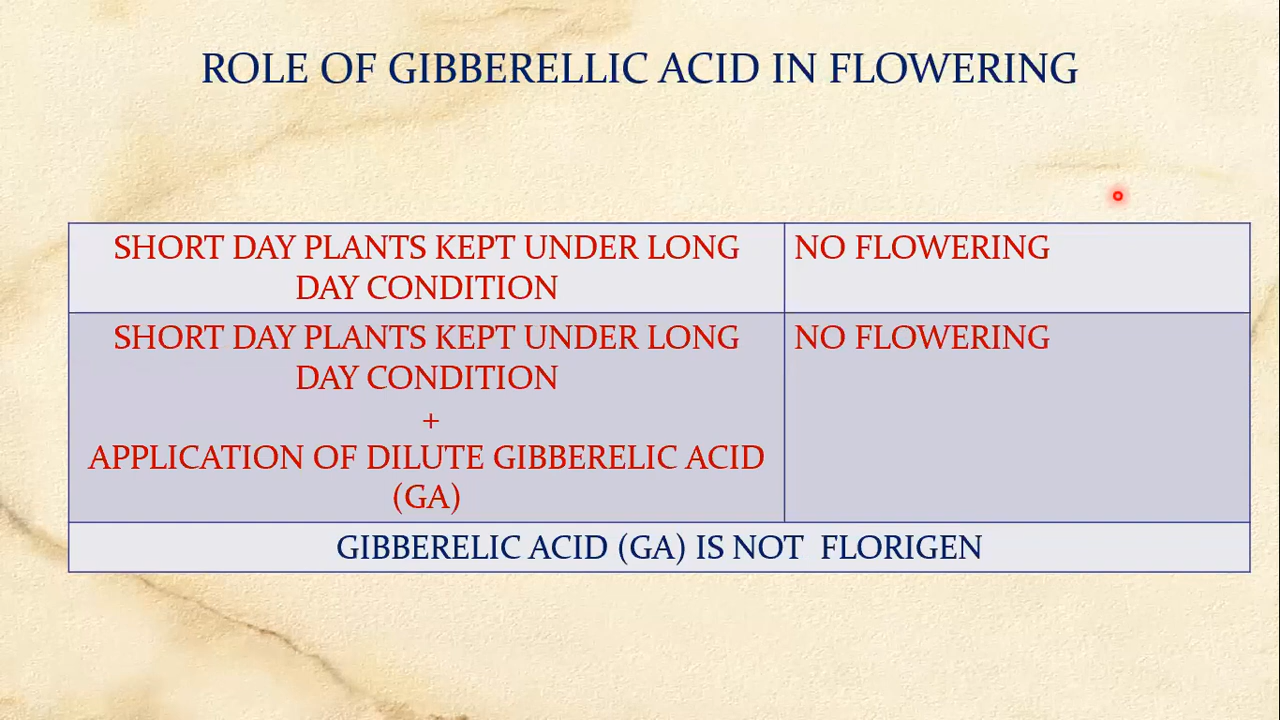 ROLE OF GIBBERELLIC ACID IN FLOWERING
SHORT DAY PLANTS KEPT UNDER LONG
DAY CONDITION
NO FLOWERING
SHORT DAY PLANTS KEPT UNDER LONG
DAY CONDITION
+
APPLICATION OF DILUTE GIBBERELIC ACID
(GA)
NO FLOWERING
GIBBERELIC ACID (GA) IS NOT FLORIGEN